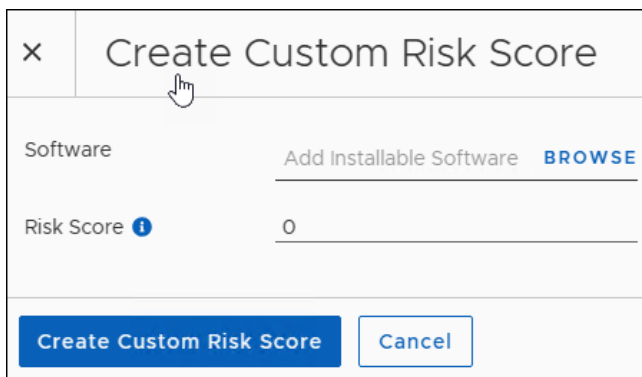 Create Custom Risk Score
Software
Add Installable Software BROWSE
Risk Score
0
Create Custom Risk Score
Cancel